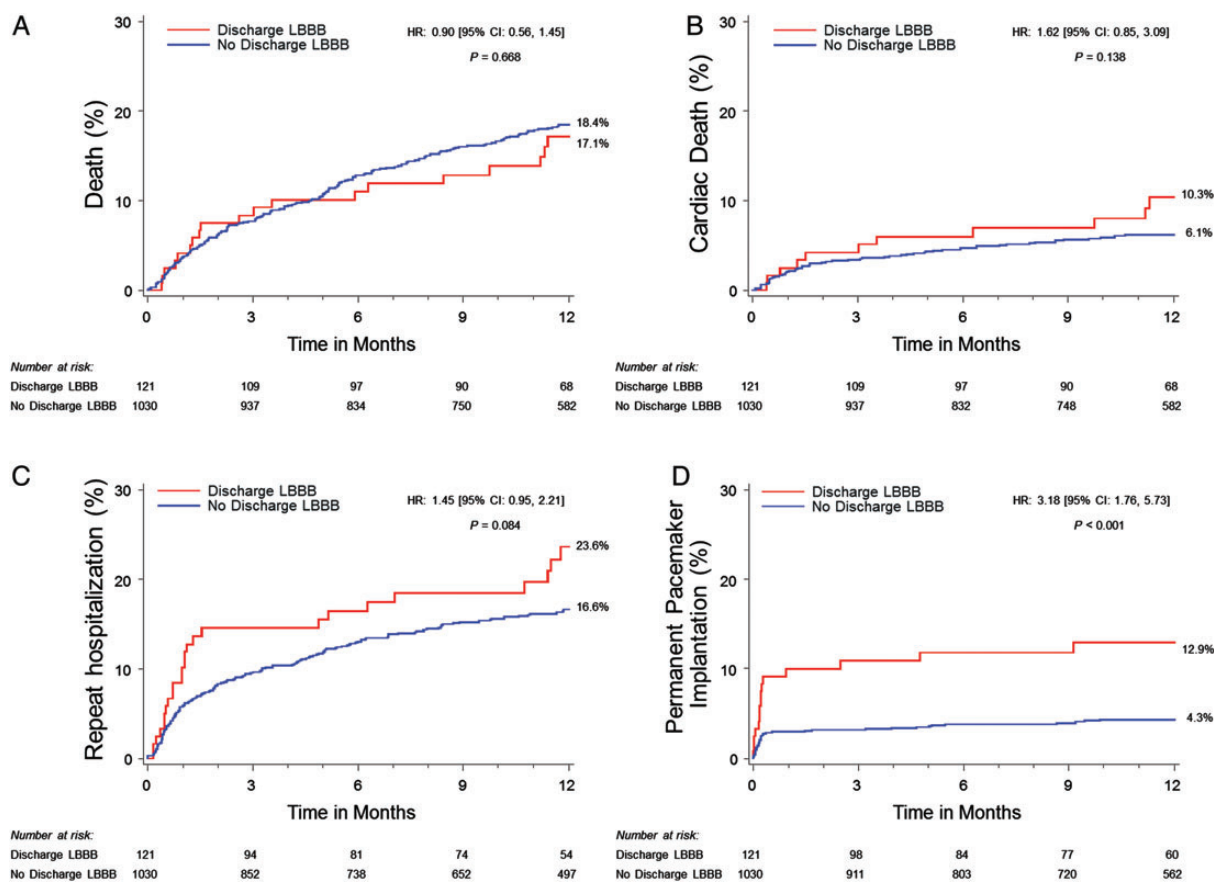 A
Discharge LBBB
No Discharge LBBB
HR: 0.90 [95% CI: 0.56, 1.45]
P = 0.668
Death (%)
30
20
10
0
18.4%
17.1%
0 3 6 9 12
Time in Months
Number at risk:
Discharge LBBB 121 109 97 90 68
No Discharge LBBB 1030 937 834 750 582
B
Discharge LBBB
No Discharge LBBB
HR: 1.62 [95% CI: 0.85, 3.09]
P = 0.138
Cardiac Death (%)
30
20
10
0
10.3%
6.1%
0 3 6 9 12
Time in Months
Number at risk:
Discharge LBBB 121 109 97 90 68
No Discharge LBBB 1030 937 832 748 582
C
Discharge LBBB
No Discharge LBBB
HR: 1.45 [95% CI: 0.95, 2.21]
P = 0.084
Repeat hospitalization (%)
30
20
10
0
23.6%
16.6%
0 3 6 9 12
Time in Months
Number at risk:
Discharge LBBB 121 94 81 74 54
No Discharge LBBB 1030 852 738 652 497
D
Discharge LBBB
No Discharge LBBB
HR: 3.18 [95% CI: 1.76, 5.73]
P < 0.001
Permanent Pacemaker
Implantation (%)
30
20
10
0
12.9%
4.3%
0 3 6 9 12
Time in Months
Number at risk:
Discharge LBBB 121 98 84 77 60
No Discharge LBBB 1030 911 803 720 562